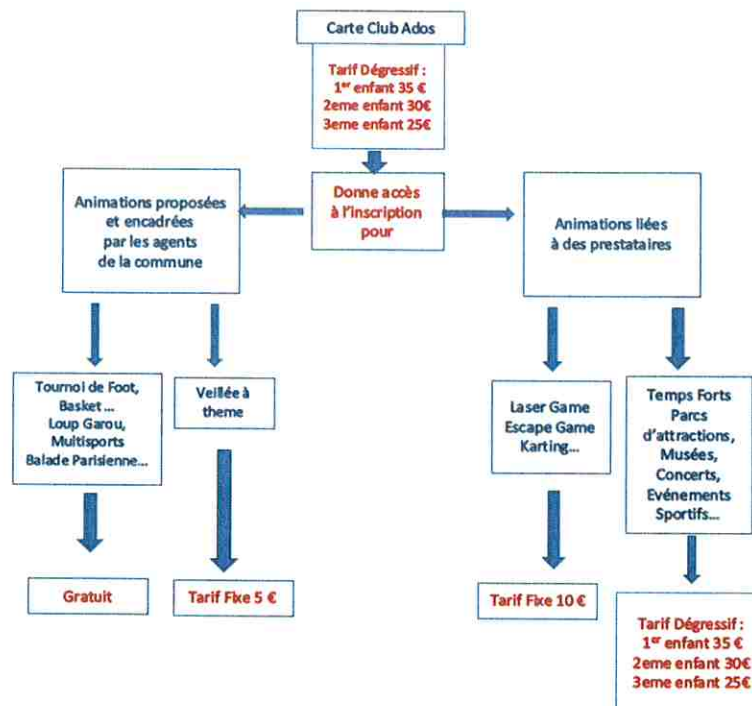 Carte Club Ados
Tarif Dégressif :
1er enfant 35 €
2eme enfant 30€
3eme enfant 25€
Animations proposées
et encadrées
par les agents
de la commune
Donne accès
à l'inscription
pour
Animations liées
à des prestataires
Tournoi de Foot,
Basket ...
Loup Garou,
Multisports
Balade Parisienne...
Veillée à
theme
Laser Game
Escape Game
Karting...
Temps Forts
Parcs
d'attractions,
Musées,
Concerts,
Evénements
Sportifs...
Gratuit
Tarif Fixe 5 €
Tarif Fixe 10 €
Tarif Dégressif :
1er enfant 35 €
2eme enfant 30€
3eme enfant 25€